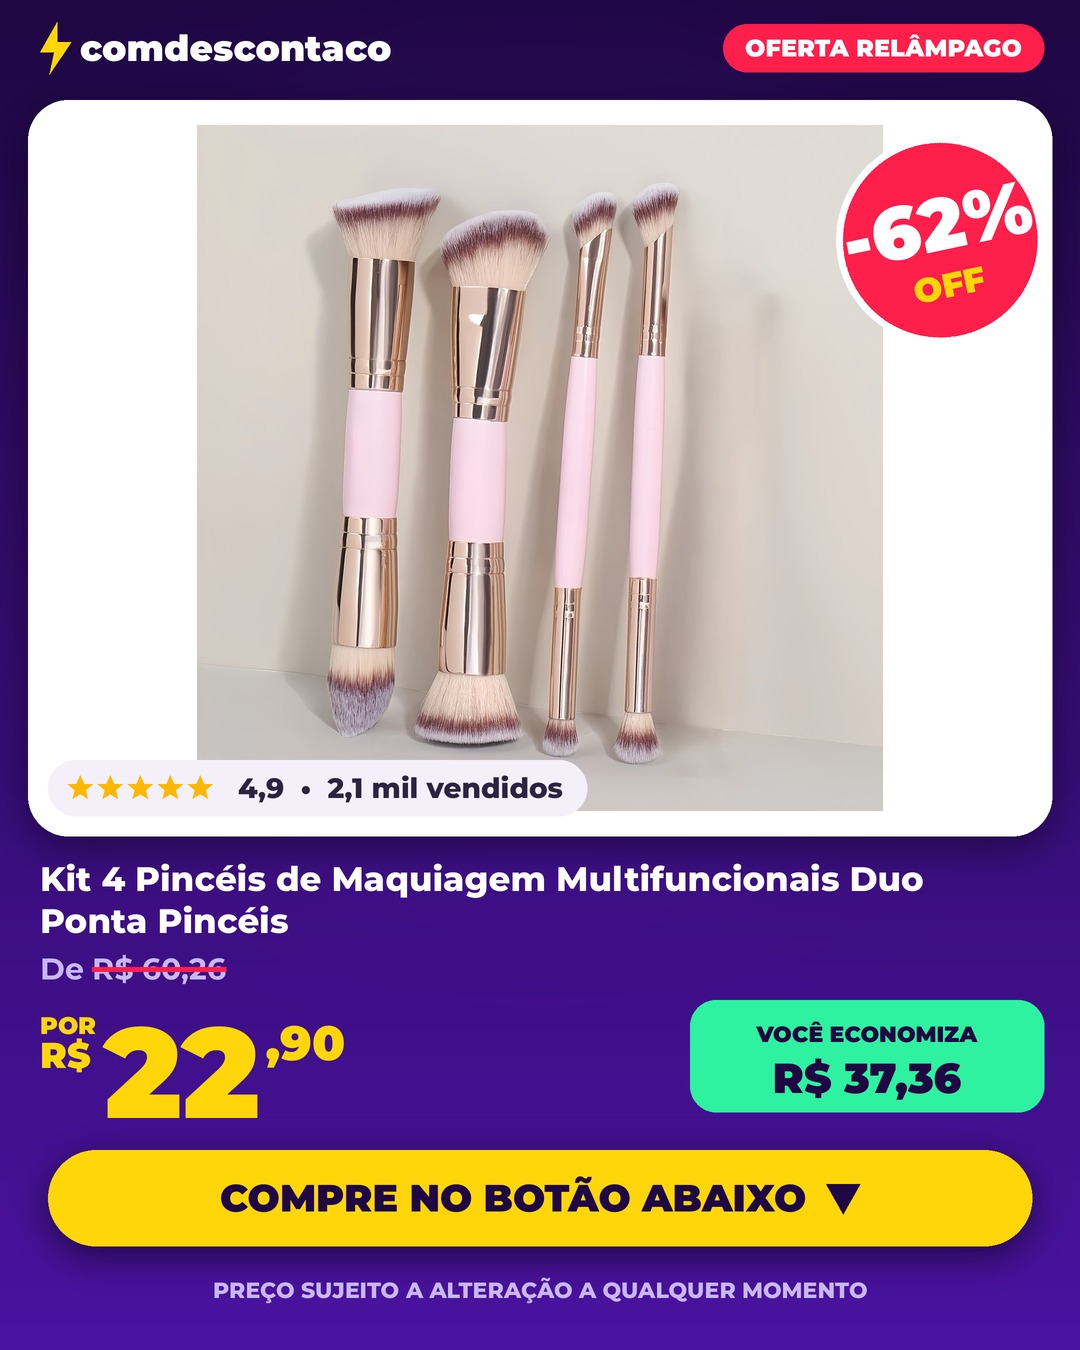 comdescontaco
OFERTA RELÂMPAGO
-62%
OFF
4,9 • 2,1 mil vendidos
Kit 4 Pincéis de Maquiagem Multifuncionais Duo
Ponta Pincéis
De R$ 60,26
POR
R$ 22,90
VOCÊ ECONOMIZA
R$ 37,36
COMPRE NO BOTÃO ABAIXO ▼
PREÇO SUJEITO A ALTERAÇÃO A QUALQUER MOMENTO